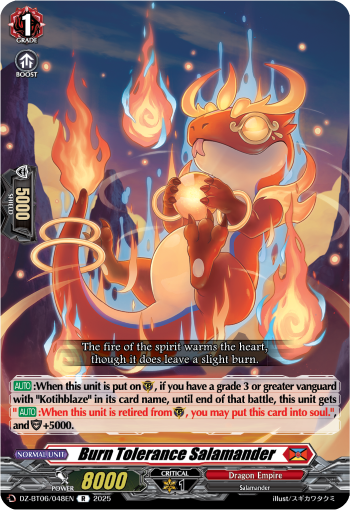 1
GRADE
BOOST
5000
SHIELD
The fire of the spirit warms the heart,
though it does leave a slight burn.
AUTO:When this unit is put on GC, if you have a grade 3 or greater vanguard
with "Kotihblaze" in its card name, until end of that battle, this unit gets
"AUTO:When this unit is retired from GC, you may put this card into soul.",
and +5000.
NORMAL UNIT
Burn Tolerance Salamander
POWER 8000
CRITICAL 1
Dragon Empire
Salamander
DZ-BT06/048EN R 2025
illust/スギカワタクミ